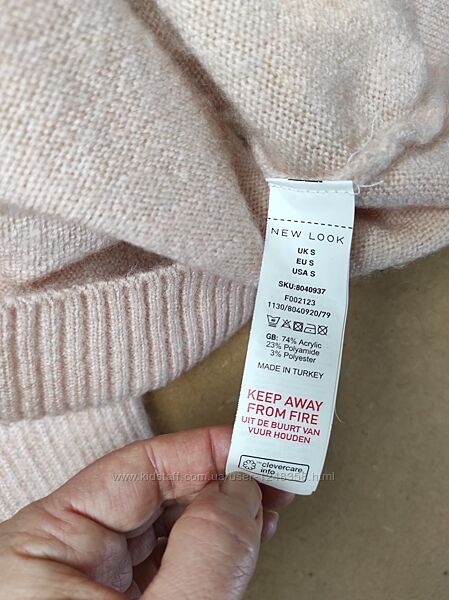 NEW LOOK
UK S
EU S
USA S
SKU:8040937
F002123
1130/8040920/79
GB: 74% Acrylic
23% Polyamide
3% Polyester
MADE IN TURKEY
KEEP AWAY
FROM FIRE
UIT DE BUURT VAN
VUUR HOUDEN
clevercare.
info